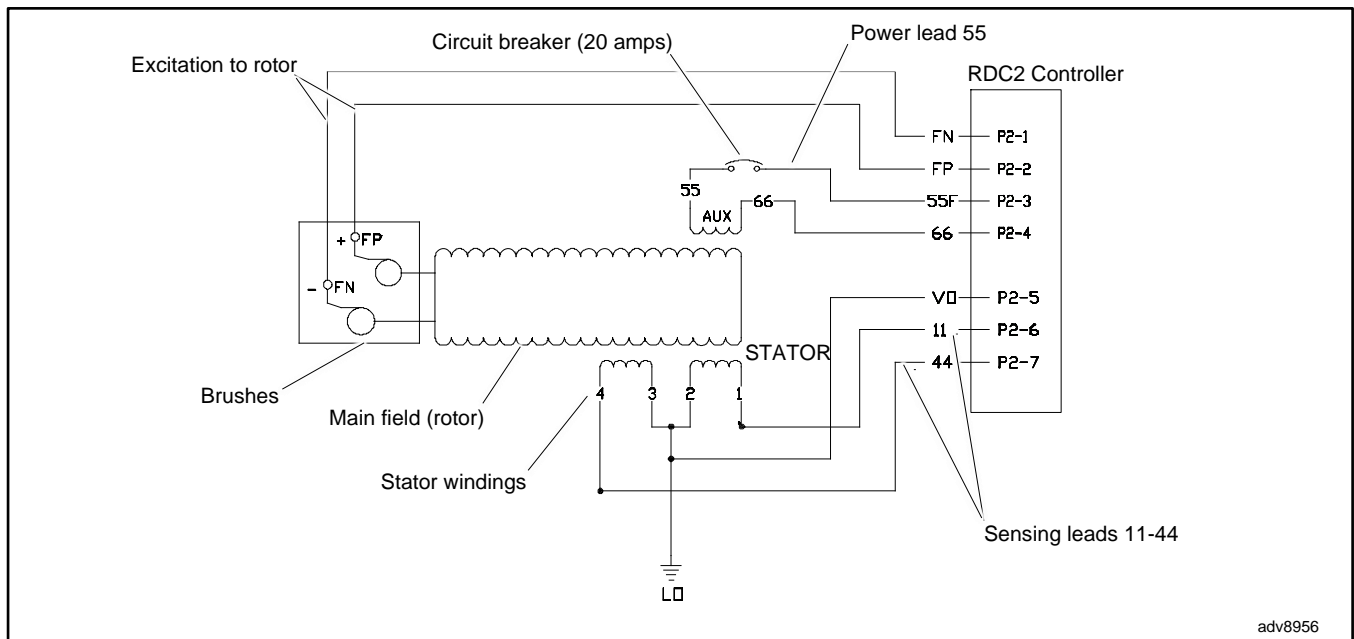 Circuit breaker (20 amps)
Power lead 55
Excitation to rotor
RDC2 Controller
FN P2-1
FP P2-2
55 AUX 66
55F P2-3
66 P2-4
+ FP
- FN
V0 P2-5
11 P2-6
44 P2-7
STATOR
4 3 2 1
Brushes
Main field (rotor)
Stator windings
Sensing leads 11-44
L0
adv8956